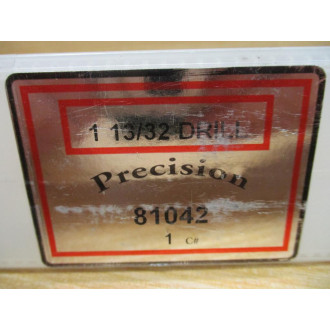 1 13/32 DRILL
Precision
81042
1 C#